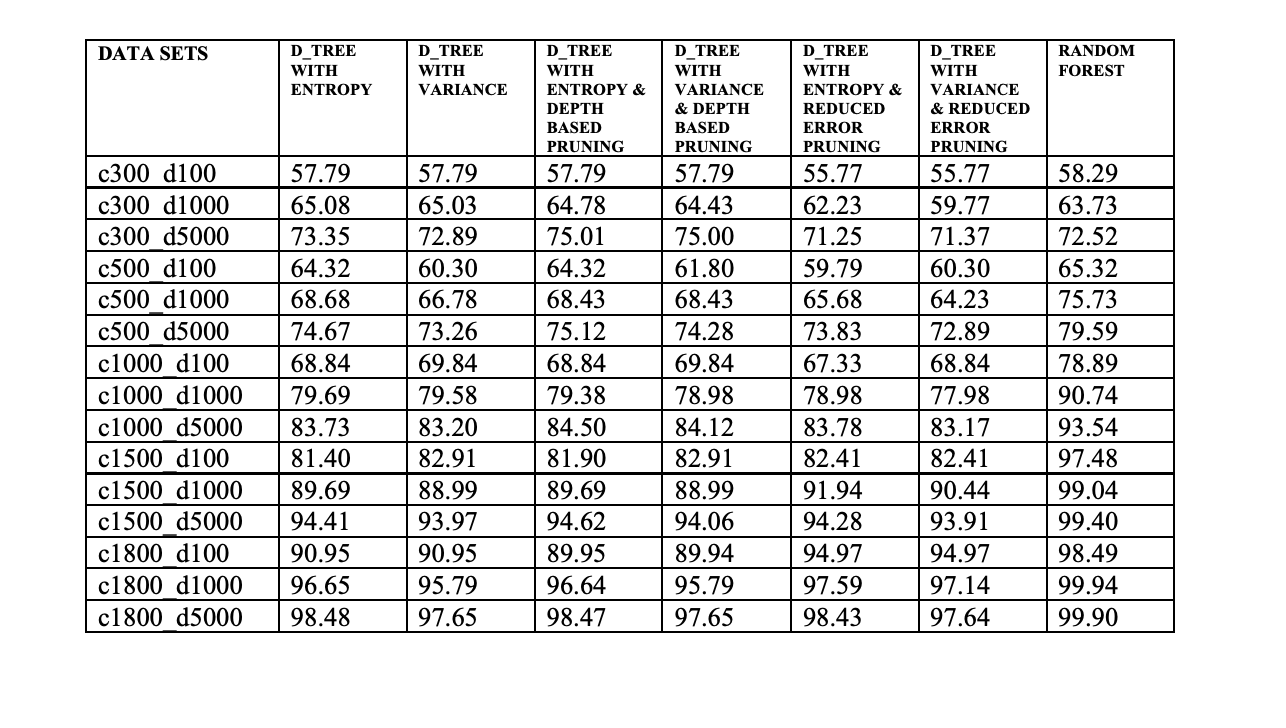 DATA SETS D_TREE WITH ENTROPY D_TREE WITH VARIANCE D_TREE WITH ENTROPY & DEPTH BASED PRUNING D_TREE WITH VARIANCE & DEPTH BASED PRUNING D_TREE WITH ENTROPY & REDUCED ERROR PRUNING D_TREE WITH VARIANCE & REDUCED ERROR PRUNING RANDOM FOREST
c300_d100 57.79 57.79 57.79 57.79 55.77 55.77 58.29
c300_d1000 65.08 65.03 64.78 64.43 62.23 59.77 63.73
c300_d5000 73.35 72.89 75.01 75.00 71.25 71.37 72.52
c500_d100 64.32 60.30 64.32 61.80 59.79 60.30 65.32
c500_d1000 68.68 66.78 68.43 68.43 65.68 64.23 75.73
c500_d5000 74.67 73.26 75.12 74.28 73.83 72.89 79.59
c1000_d100 68.84 69.84 68.84 69.84 67.33 68.84 78.89
c1000_d1000 79.69 79.58 79.38 78.98 78.98 77.98 90.74
c1000_d5000 83.73 83.20 84.50 84.12 83.78 83.17 93.54
c1500_d100 81.40 82.91 81.90 82.91 82.41 82.41 97.48
c1500_d1000 89.69 88.99 89.69 88.99 91.94 90.44 99.04
c1500_d5000 94.41 93.97 94.62 94.06 94.28 93.91 99.40
c1800_d100 90.95 90.95 89.95 89.94 94.97 94.97 98.49
c1800_d1000 96.65 95.79 96.64 95.79 97.59 97.14 99.94
c1800_d5000 98.48 97.65 98.47 97.65 98.43 97.64 99.90